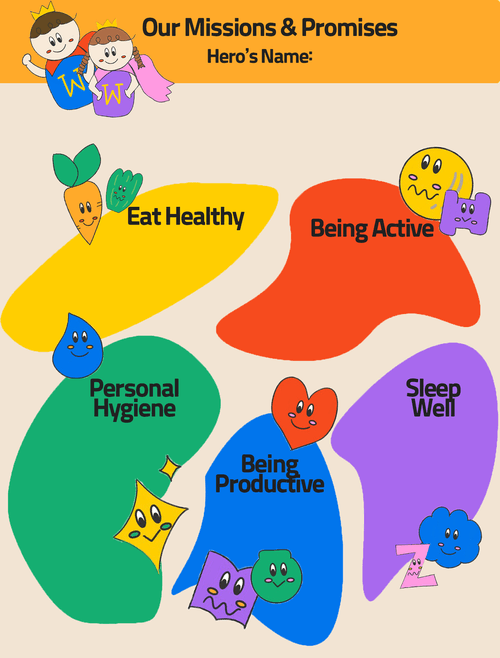 Our Missions & Promises
Hero's Name:
W
W
Eat Healthy
Being Active
Personal
Hygiene
Sleep
Well
Being
Productive
Z